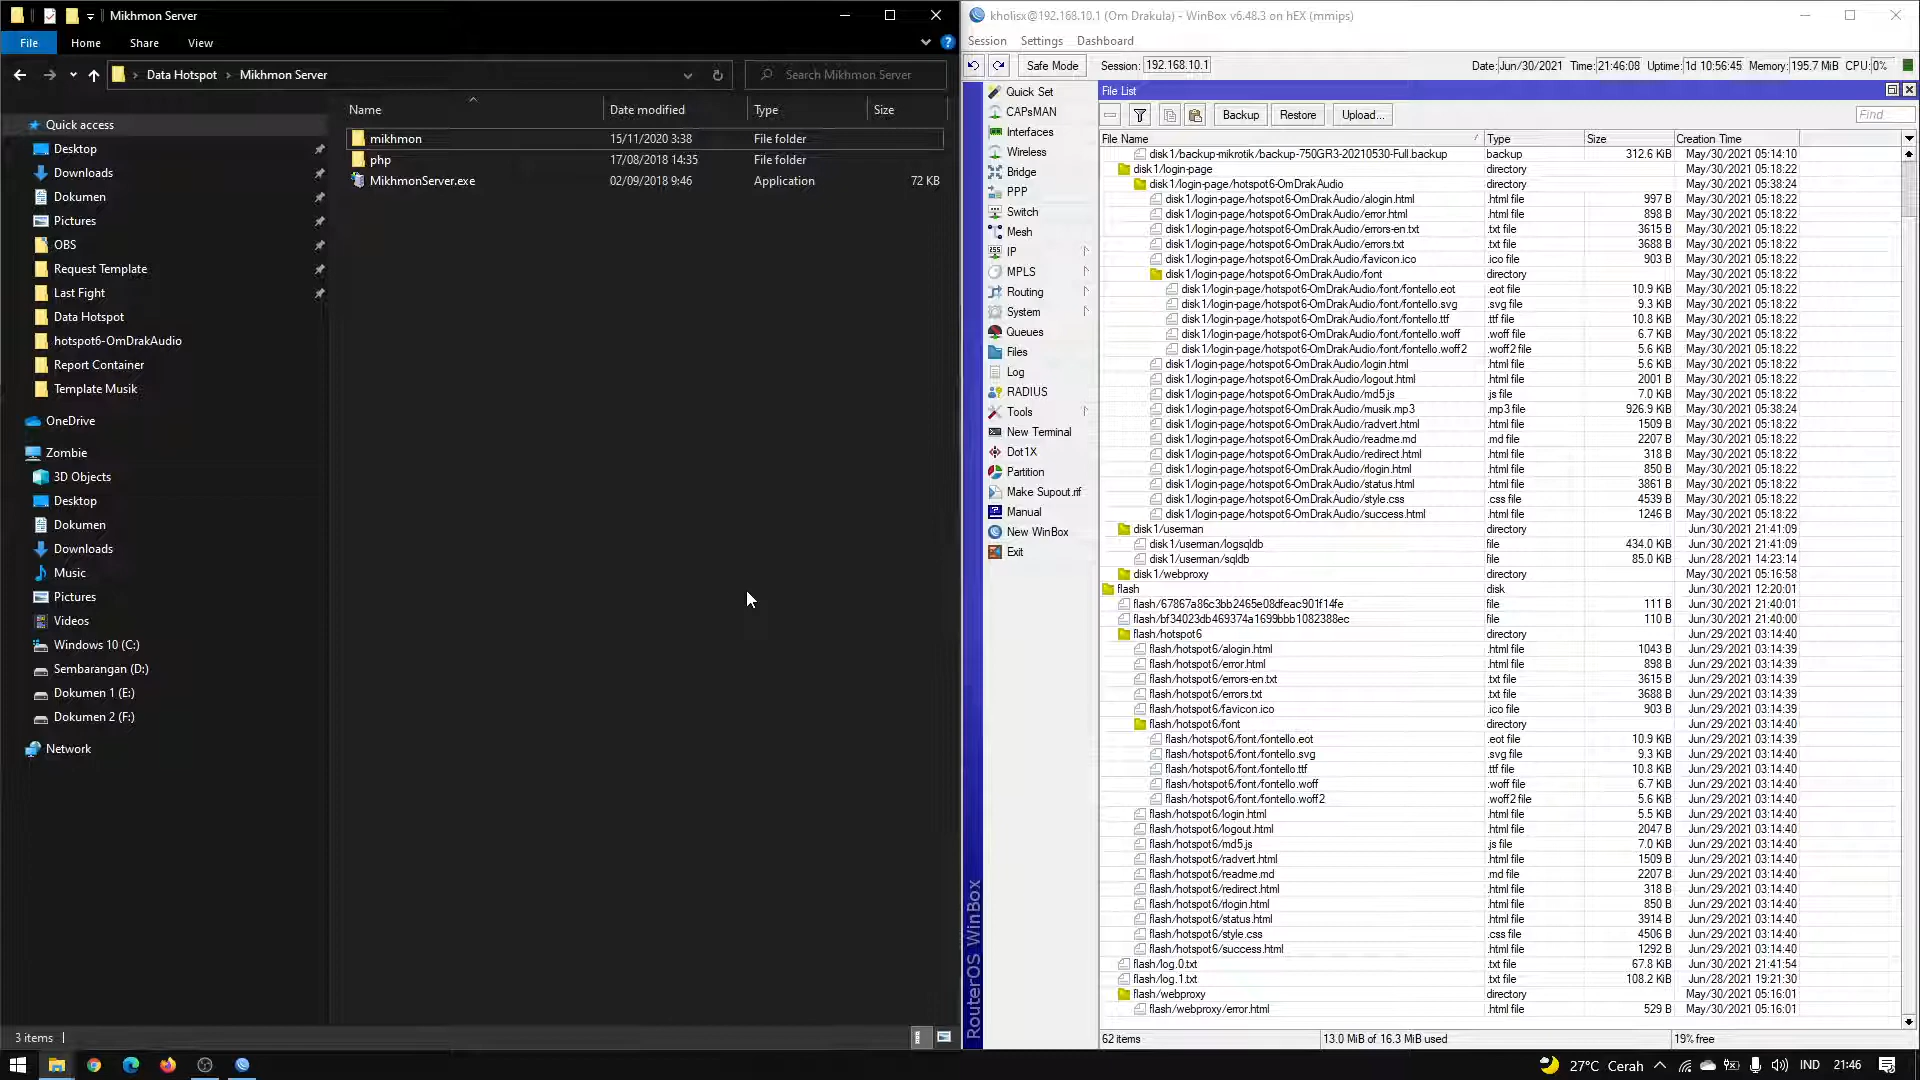 Mikhmon Server
File
Home
Share
View
Data Hotspot > Mikhmon Server
Search Mikhmon Server
Name
Date modified
Type
Size
Quick access
Desktop
Downloads
Dokumen
Pictures
OBS
Request Template
Last Fight
Data Hotspot
hotspot6-OmDrakAudio
Report Container
Template Musik
OneDrive
Zombie
3D Objects
Desktop
Dokumen
Downloads
Music
Pictures
Videos
Windows 10 (C:)
Sembarangan (D:)
Dokumen 1 (E:)
Dokumen 2 (F:)
Network
mikhmon 15/11/2020 3:38 File folder
php 17/08/2018 14:35 File folder
MikhmonServer.exe 02/09/2018 9:46 Application 72 KB
3 items
kholisx@192.168.10.1 (Om Drakula) - WinBox v6.48.3 on hEX (mmips)
Session Settings Dashboard
Safe Mode Session: 192.168.10.1 Date: Jun/30/2021 Time: 21:46:08 Uptime: 1d 10:56:45 Memory: 195.7 MiB CPU: 0%
Quick Set
CAPsMAN
Interfaces
Wireless
Bridge
PPP
Switch
Mesh
IP
MPLS
Routing
System
Queues
Files
Log
RADIUS
Tools
New Terminal
Dot1X
Partition
Make Supout.rif
Manual
New WinBox
Exit
RouterOS WinBox
File List
Backup Restore Upload... Find
File Name Type Size Creation Time
disk1/backup-mikrotik/backup-750GR3-20210530-Full.backup backup 312.6 KiB May/30/2021 05:14:10
disk1/login-page directory May/30/2021 05:18:22
disk1/login-page/hotspot6-OmDrakAudio directory May/30/2021 05:38:24
disk1/login-page/hotspot6-OmDrakAudio/alogin.html .html file 997 B May/30/2021 05:18:22
disk1/login-page/hotspot6-OmDrakAudio/error.html .html file 898 B May/30/2021 05:18:22
disk1/login-page/hotspot6-OmDrakAudio/errors-en.txt .txt file 3615 B May/30/2021 05:18:22
disk1/login-page/hotspot6-OmDrakAudio/errors.txt .txt file 3688 B May/30/2021 05:18:22
disk1/login-page/hotspot6-OmDrakAudio/favicon.ico .ico file 903 B May/30/2021 05:18:22
disk1/login-page/hotspot6-OmDrakAudio/font directory May/30/2021 05:18:22
disk1/login-page/hotspot6-OmDrakAudio/font/fontello.eot .eot file 10.9 KiB May/30/2021 05:18:22
disk1/login-page/hotspot6-OmDrakAudio/font/fontello.svg .svg file 9.3 KiB May/30/2021 05:18:22
disk1/login-page/hotspot6-OmDrakAudio/font/fontello.ttf .ttf file 10.8 KiB May/30/2021 05:18:22
disk1/login-page/hotspot6-OmDrakAudio/font/fontello.woff .woff file 6.7 KiB May/30/2021 05:18:22
disk1/login-page/hotspot6-OmDrakAudio/font/fontello.woff2 .woff2 file 5.6 KiB May/30/2021 05:18:22
disk1/login-page/hotspot6-OmDrakAudio/login.html .html file 5.6 KiB May/30/2021 05:18:22
disk1/login-page/hotspot6-OmDrakAudio/logout.html .html file 2001 B May/30/2021 05:18:22
disk1/login-page/hotspot6-OmDrakAudio/md5.js .js file 7.0 KiB May/30/2021 05:18:22
disk1/login-page/hotspot6-OmDrakAudio/musik.mp3 .mp3 file 926.9 KiB May/30/2021 05:38:24
disk1/login-page/hotspot6-OmDrakAudio/radvert.html .html file 1509 B May/30/2021 05:18:22
disk1/login-page/hotspot6-OmDrakAudio/readme.md .md file 2207 B May/30/2021 05:18:22
disk1/login-page/hotspot6-OmDrakAudio/redirect.html .html file 318 B May/30/2021 05:18:22
disk1/login-page/hotspot6-OmDrakAudio/rlogin.html .html file 850 B May/30/2021 05:18:22
disk1/login-page/hotspot6-OmDrakAudio/status.html .html file 3861 B May/30/2021 05:18:22
disk1/login-page/hotspot6-OmDrakAudio/style.css .css file 4539 B May/30/2021 05:18:22
disk1/login-page/hotspot6-OmDrakAudio/success.html .html file 1246 B May/30/2021 05:18:22
disk1/userman directory Jun/30/2021 21:41:09
disk1/userman/logsqldb file 434.0 KiB Jun/30/2021 21:41:09
disk1/userman/sqldb file 85.0 KiB Jun/28/2021 14:23:14
disk1/webproxy directory May/30/2021 05:16:58
flash disk Jun/30/2021 12:20:01
flash/67867a86c3bb2465e08dfeac901f14fe file 111 B Jun/30/2021 21:40:01
flash/bf34023db469374a1699bbb1082388ec file 110 B Jun/30/2021 21:40:00
flash/hotspot6 directory Jun/29/2021 03:14:40
flash/hotspot6/alogin.html .html file 1043 B Jun/29/2021 03:14:39
flash/hotspot6/error.html .html file 898 B Jun/29/2021 03:14:39
flash/hotspot6/errors-en.txt .txt file 3615 B Jun/29/2021 03:14:39
flash/hotspot6/errors.txt .txt file 3688 B Jun/29/2021 03:14:39
flash/hotspot6/favicon.ico .ico file 903 B Jun/29/2021 03:14:39
flash/hotspot6/font directory Jun/29/2021 03:14:40
flash/hotspot6/font/fontello.eot .eot file 10.9 KiB Jun/29/2021 03:14:39
flash/hotspot6/font/fontello.svg .svg file 9.3 KiB Jun/29/2021 03:14:40
flash/hotspot6/font/fontello.ttf .ttf file 10.8 KiB Jun/29/2021 03:14:40
flash/hotspot6/font/fontello.woff .woff file 6.7 KiB Jun/29/2021 03:14:40
flash/hotspot6/font/fontello.woff2 .woff2 file 5.6 KiB Jun/29/2021 03:14:40
flash/hotspot6/login.html .html file 5.5 KiB Jun/29/2021 03:14:40
flash/hotspot6/logout.html .html file 2047 B Jun/29/2021 03:14:40
flash/hotspot6/md5.js .js file 7.0 KiB Jun/29/2021 03:14:40
flash/hotspot6/radvert.html .html file 1509 B Jun/29/2021 03:14:40
flash/hotspot6/readme.md .md file 2207 B Jun/29/2021 03:14:40
flash/hotspot6/redirect.html .html file 318 B Jun/29/2021 03:14:40
flash/hotspot6/rlogin.html .html file 850 B Jun/29/2021 03:14:40
flash/hotspot6/status.html .html file 3914 B Jun/29/2021 03:14:40
flash/hotspot6/style.css .css file 4506 B Jun/29/2021 03:14:40
flash/hotspot6/success.html .html file 1292 B Jun/29/2021 03:14:40
flash/log.0.txt .txt file 67.8 KiB Jun/30/2021 21:41:54
flash/log.1.txt .txt file 108.2 KiB Jun/28/2021 19:21:30
flash/webproxy directory May/30/2021 05:16:01
flash/webproxy/error.html .html file 529 B May/30/2021 05:16:01
62 items 13.0 MiB of 16.3 MiB used 19% free
27°C Cerah IND 21:46